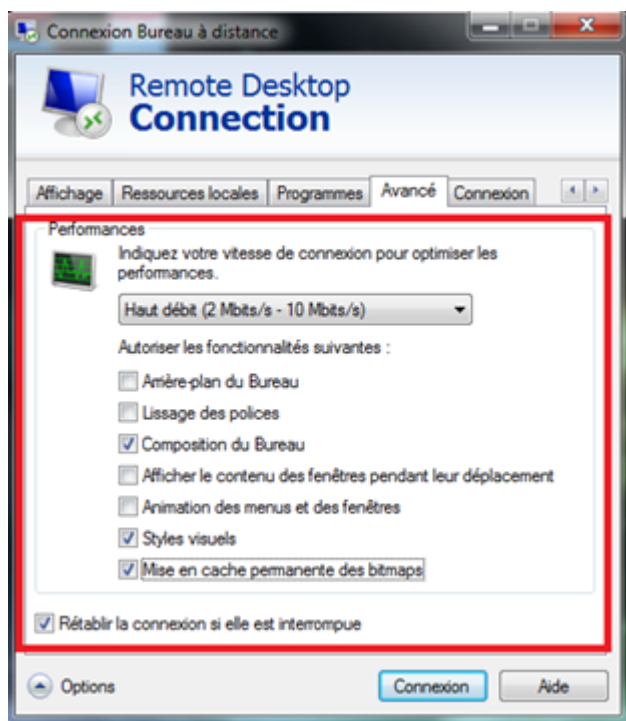 Connexion Bureau à distance
Remote Desktop
Connection
Affichage Ressources locales Programmes Avancé Connexion
Performances
Indiquez votre vitesse de connexion pour optimiser les
performances.
Haut débit (2 Mbits/s - 10 Mbits/s)
Autoriser les fonctionnalités suivantes :
Arrière-plan du Bureau
Lissage des polices
Composition du Bureau
Afficher le contenu des fenêtres pendant leur déplacement
Animation des menus et des fenêtres
Styles visuels
Mise en cache permanente des bitmaps
Rétablir la connexion si elle est interrompue
Options Connexion Aide